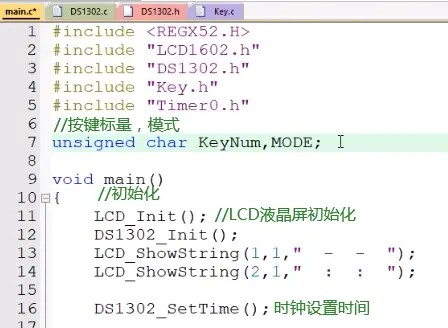 main.c* DS1302.c DS1302.h Key.c
1 #include <REGX52.H>
2 #include "LCD1602.h"
3 #include "DS1302.h"
4 #include "Key.h"
5 #include "Timer0.h"
6 //按键标量，模式
7 unsigned char KeyNum,MODE;
8
9 void main()
10 { //初始化
11 LCD_Init(); //LCD液晶屏初始化
12 DS1302_Init();
13 LCD_ShowString(1,1,"  -  -  ");
14 LCD_ShowString(2,1,"  :  :  ");
15
16 DS1302_SetTime(); 时钟设置时间
17